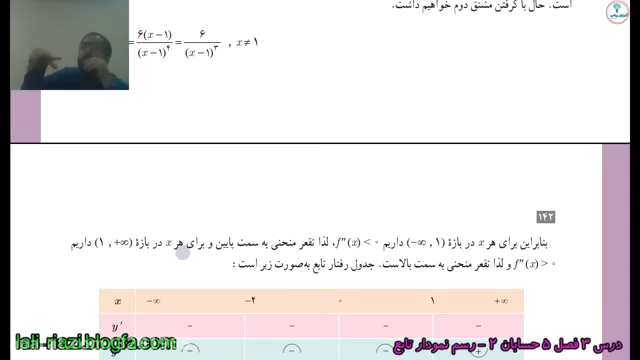 است. حال با گرفتن مشتق دوم خواهیم داشت.
= ۶(x−۱)/(x−۱)^۴ = ۶/(x−۱)^۳ , x≠۱
۱۴۲
بنابراین برای هر x در بازهٔ (−∞ , ۱) داریم f″(x) < ۰، لذا تقعر منحنی به سمت پایین و برای هر x در بازهٔ (۱ , +∞) داریم
f″(x) > ۰ و لذا تقعر منحنی به سمت بالاست. جدول رفتار تابع به‌صورت زیر است :
x −∞ −۲ ۰ ۱ +∞
y′ − − − −
− − − +
lali-riazi.blogfa.com
درس ۳ فصل ۵ حسابان ۲ - رسم نمودار تابع